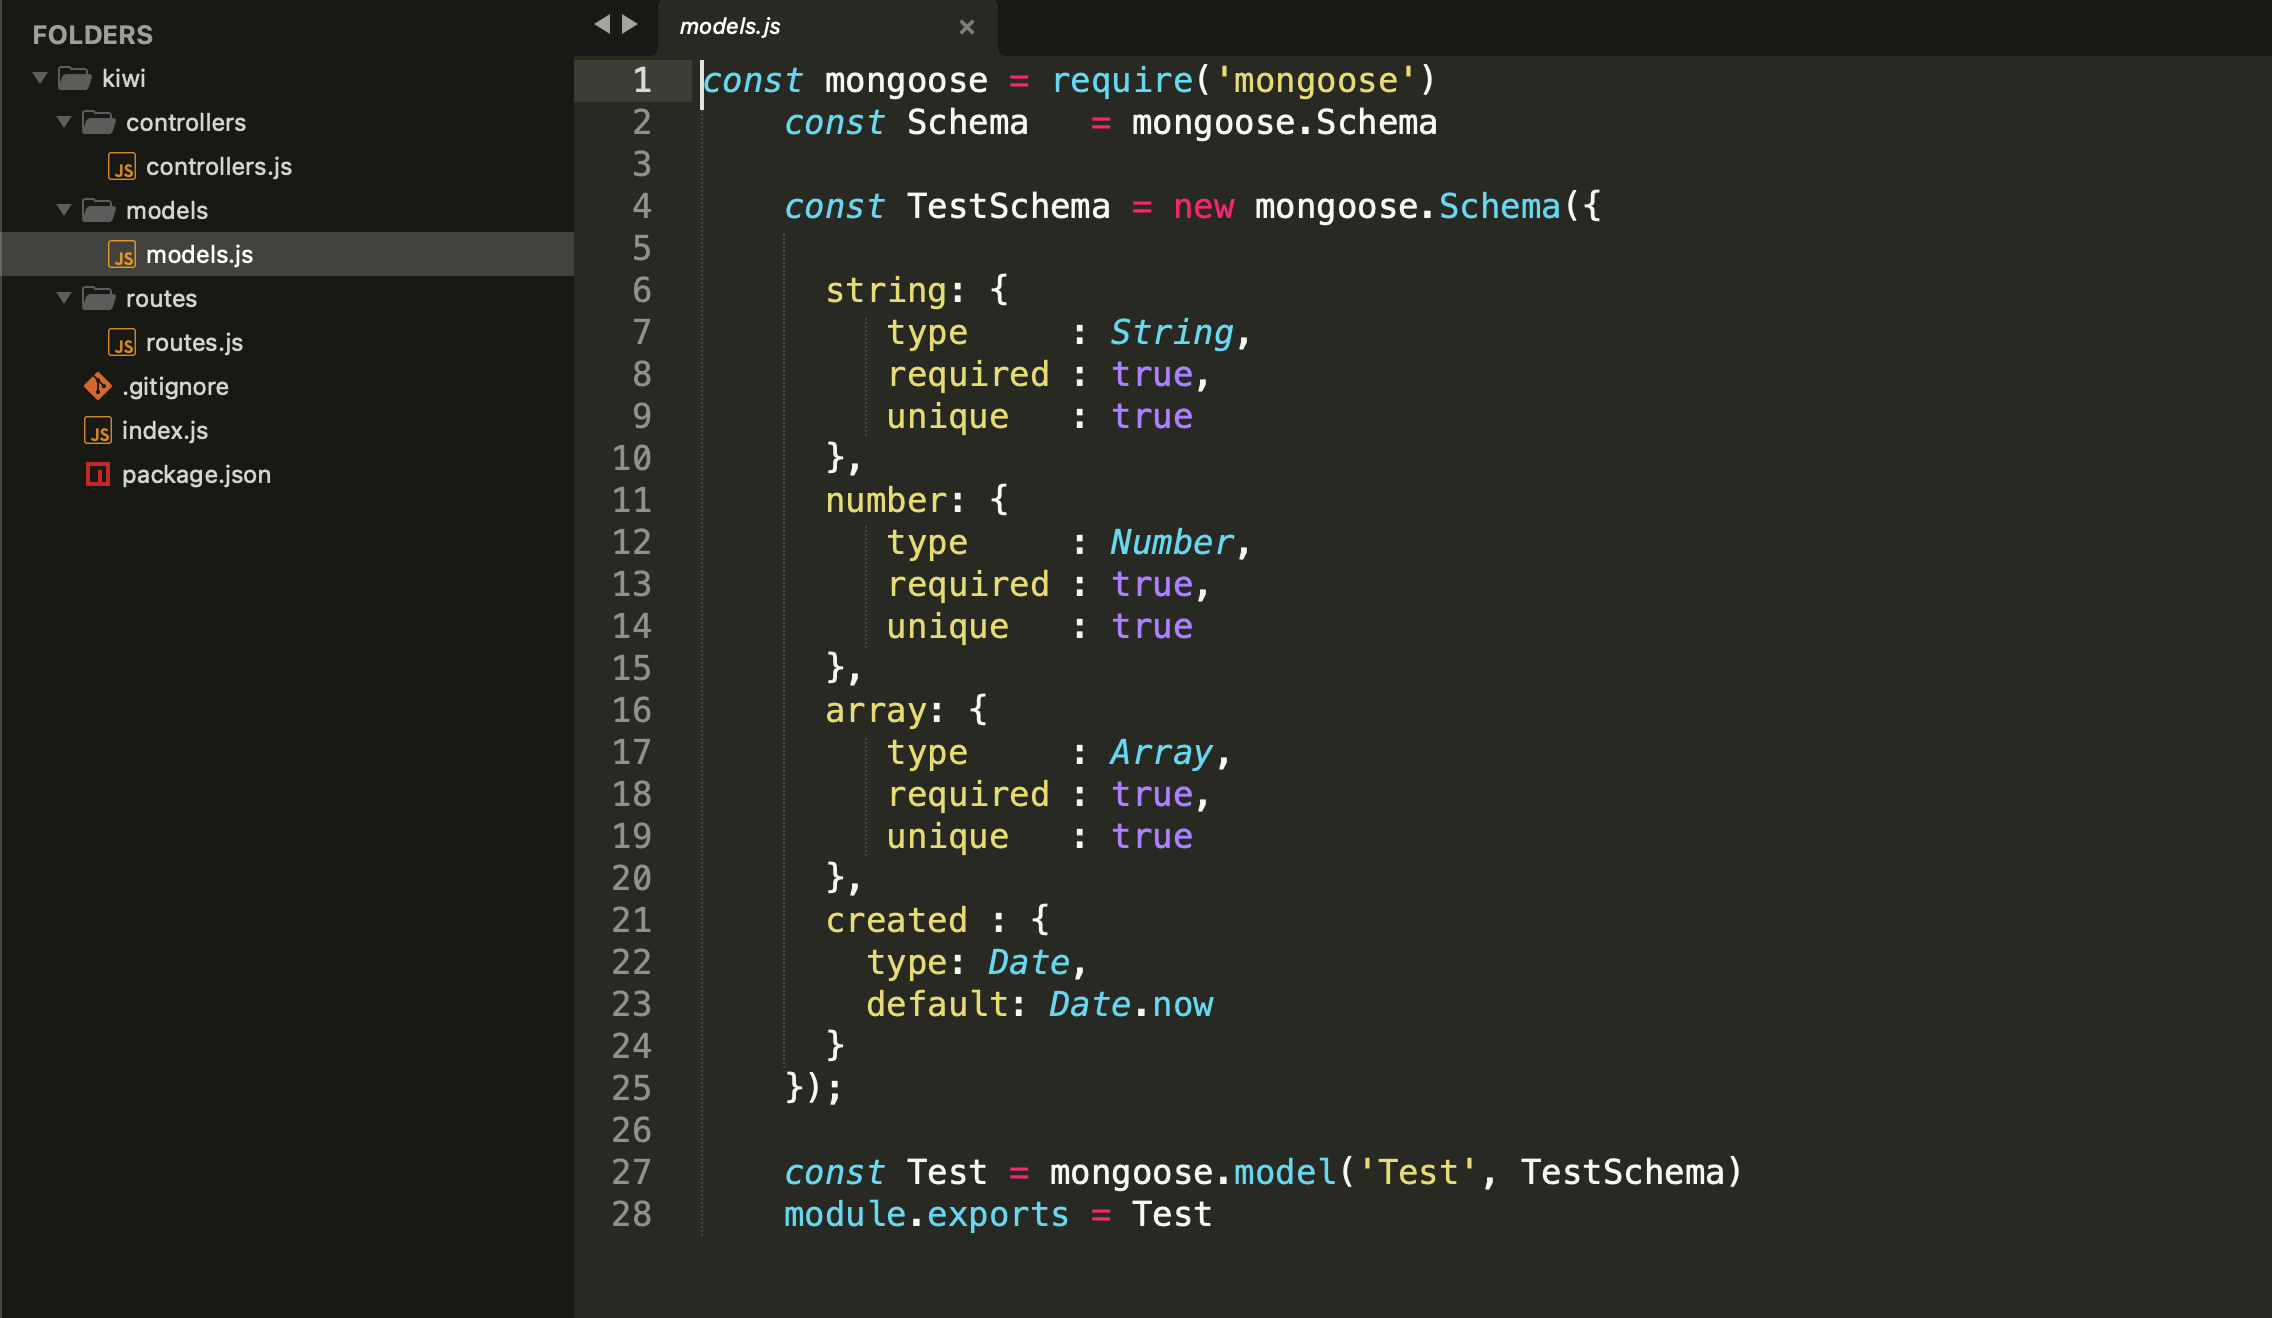 FOLDERS
kiwi
controllers
JS controllers.js
models
JS models.js
routes
JS routes.js
.gitignore
JS index.js
package.json
models.js ×
1 const mongoose = require('mongoose')
2     const Schema   = mongoose.Schema
3
4     const TestSchema = new mongoose.Schema({
5
6       string: {
7          type     : String,
8          required : true,
9          unique   : true
10       },
11       number: {
12          type     : Number,
13          required : true,
14          unique   : true
15       },
16       array: {
17          type     : Array,
18          required : true,
19          unique   : true
20       },
21       created : {
22         type: Date,
23         default: Date.now
24       }
25     });
26
27     const Test = mongoose.model('Test', TestSchema)
28     module.exports = Test